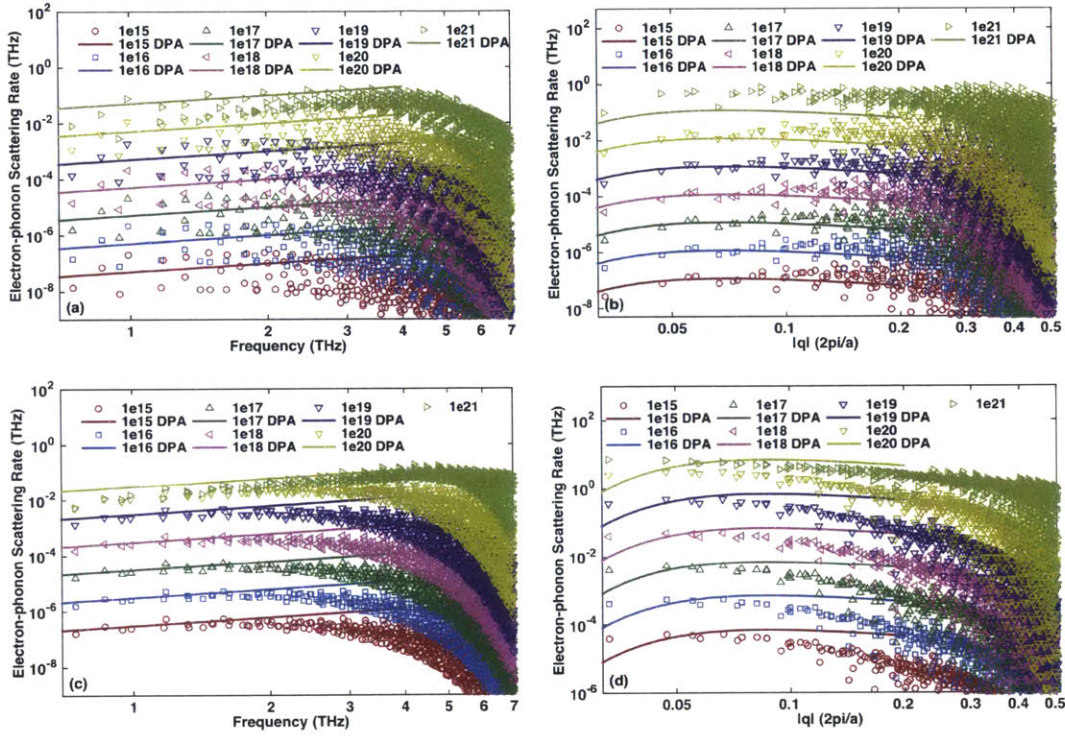 Electron-phonon Scattering Rate (THz)
10^2
10^0
10^-2
10^-4
10^-6
10^-8
1e15
1e15 DPA
1e16
1e16 DPA
1e17
1e17 DPA
1e18
1e18 DPA
1e19
1e19 DPA
1e20
1e20 DPA
1e21
1e21 DPA
(a)
1 2 3 4 5 6 7
Frequency (THz)
Electron-phonon Scattering Rate (THz)
10^2
10^0
10^-2
10^-4
10^-6
10^-8
1e15
1e15 DPA
1e16
1e16 DPA
1e17
1e17 DPA
1e18
1e18 DPA
1e19
1e19 DPA
1e20
1e20 DPA
1e21
1e21 DPA
(b)
0.05 0.1 0.2 0.3 0.4 0.5
|q| (2pi/a)
Electron-phonon Scattering Rate (THz)
10^2
10^0
10^-2
10^-4
10^-6
10^-8
1e15
1e15 DPA
1e16
1e16 DPA
1e17
1e17 DPA
1e18
1e18 DPA
1e19
1e19 DPA
1e20
1e20 DPA
1e21
(c)
1 2 3 4 5 6 7
Frequency (THz)
Electron-phonon Scattering Rate (THz)
10^2
10^0
10^-2
10^-4
10^-6
1e15
1e15 DPA
1e16
1e16 DPA
1e17
1e17 DPA
1e18
1e18 DPA
1e19
1e19 DPA
1e20
1e20 DPA
1e21
(d)
0.05 0.1 0.2 0.3 0.4 0.5
|q| (2pi/a)